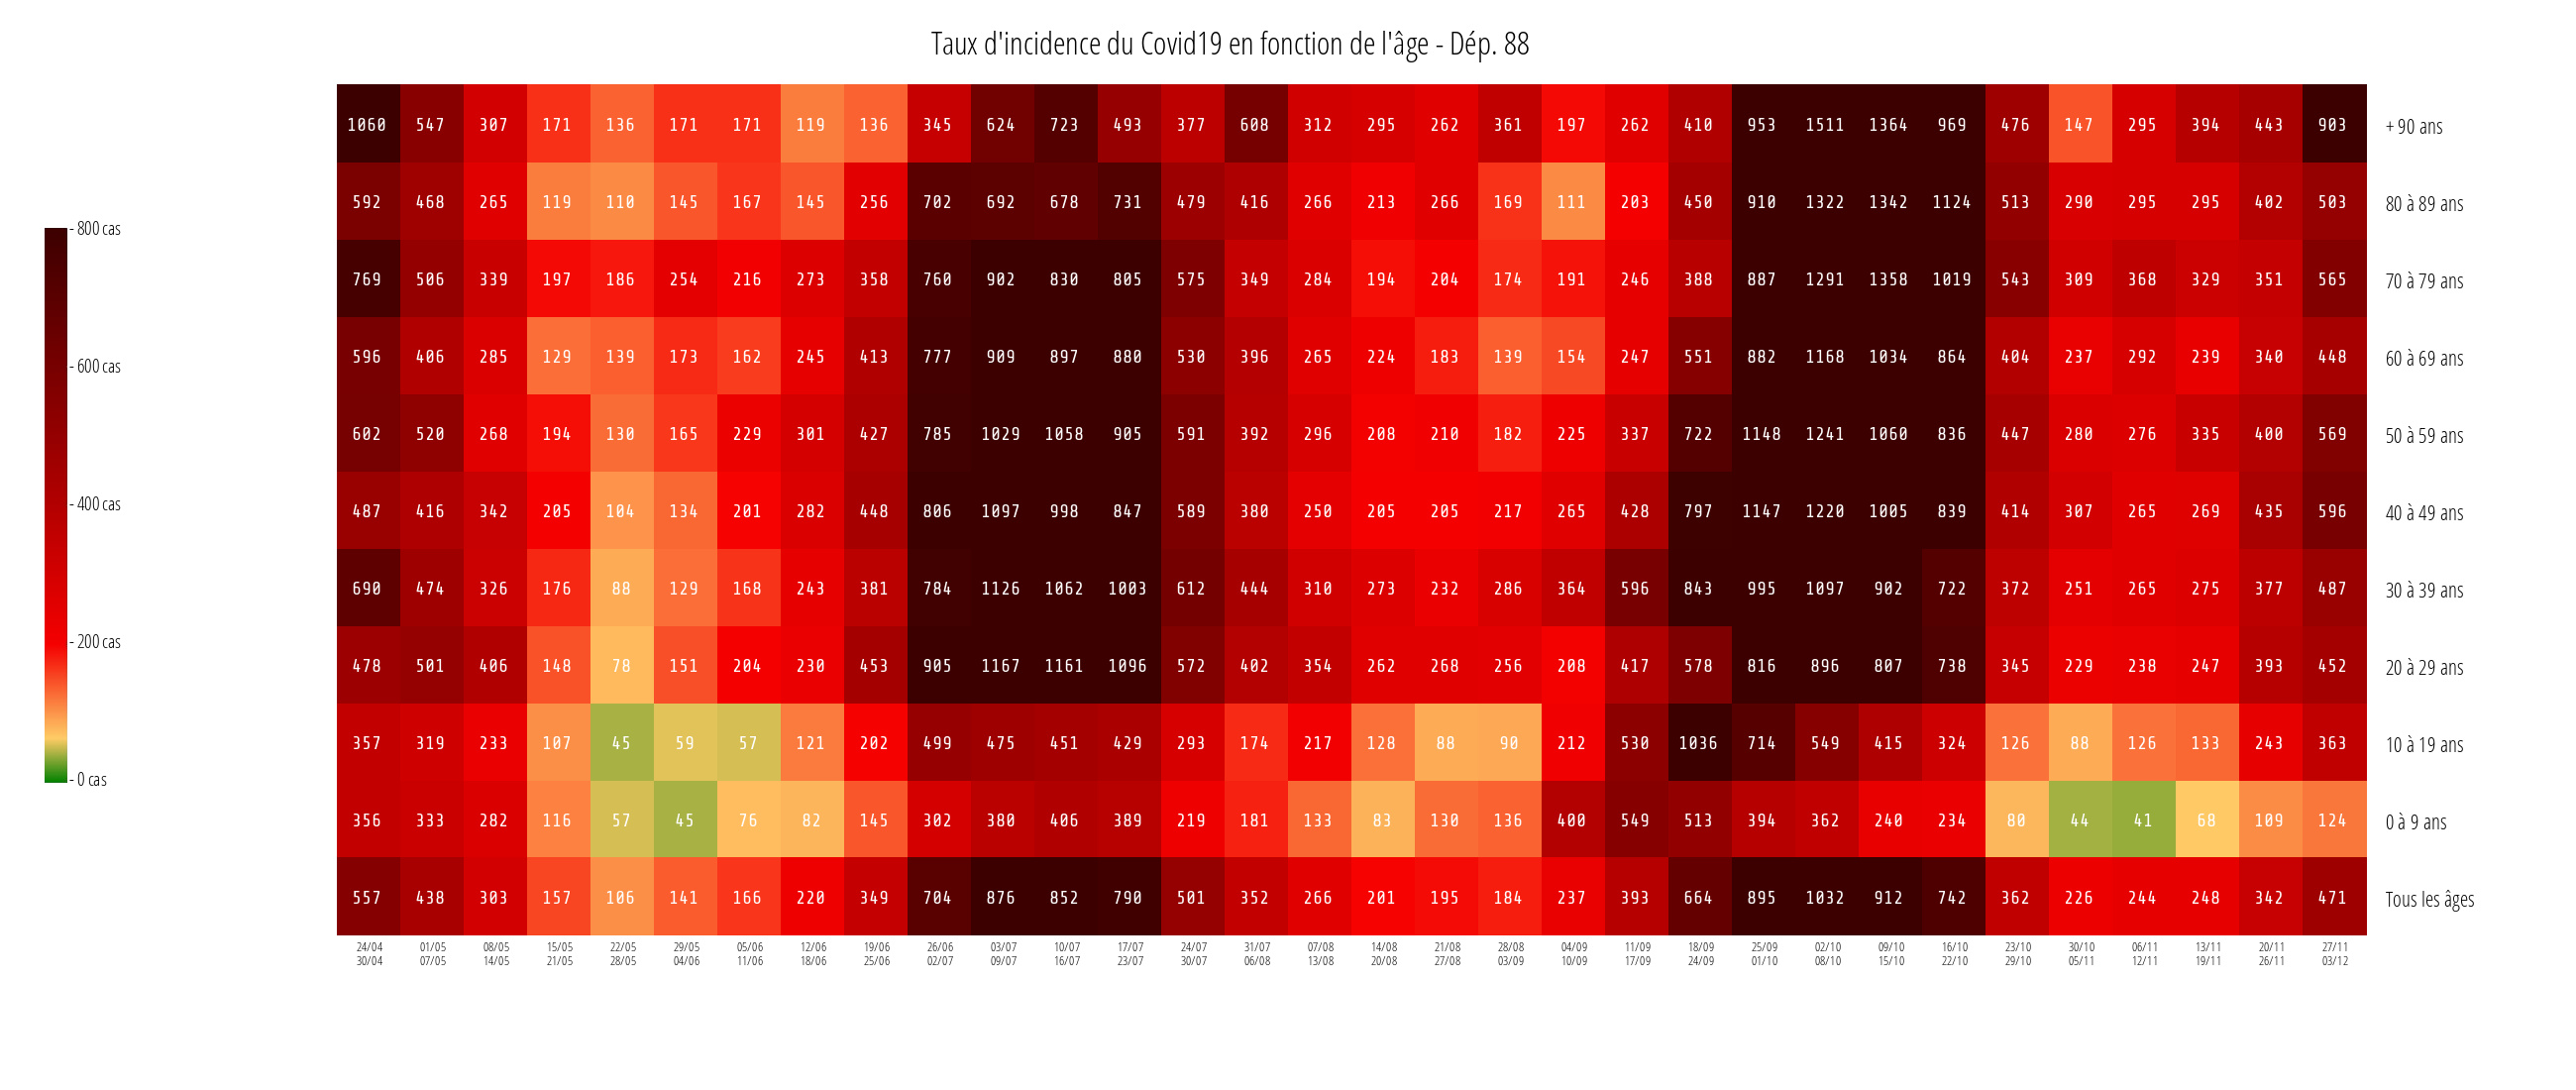 Taux d'incidence du Covid19 en fonction de l'âge - Dép. 88
- 800 cas
- 600 cas
- 400 cas
- 200 cas
- 0 cas
1060 547 307 171 136 171 171 119 136 345 624 723 493 377 608 312 295 262 361 197 262 410 953 1511 1364 969 476 147 295 394 443 903 + 90 ans
592 468 265 119 110 145 167 145 256 702 692 678 731 479 416 266 213 266 169 111 203 450 910 1322 1342 1124 513 290 295 295 402 503 80 à 89 ans
769 506 339 197 186 254 216 273 358 760 902 830 805 575 349 284 194 204 174 191 246 388 887 1291 1358 1019 543 309 368 329 351 565 70 à 79 ans
596 406 285 129 139 173 162 245 413 777 909 897 880 530 396 265 224 183 139 154 247 551 882 1168 1034 864 404 237 292 239 340 448 60 à 69 ans
602 520 268 194 130 165 229 301 427 785 1029 1058 905 591 392 296 208 210 182 225 337 722 1148 1241 1060 836 447 280 276 335 400 569 50 à 59 ans
487 416 342 205 104 134 201 282 448 806 1097 998 847 589 380 250 205 205 217 265 428 797 1147 1220 1005 839 414 307 265 269 435 596 40 à 49 ans
690 474 326 176 88 129 168 243 381 784 1126 1062 1003 612 444 310 273 232 286 364 596 843 995 1097 902 722 372 251 265 275 377 487 30 à 39 ans
478 501 406 148 78 151 204 230 453 905 1167 1161 1096 572 402 354 262 268 256 208 417 578 816 896 807 738 345 229 238 247 393 452 20 à 29 ans
357 319 233 107 45 59 57 121 202 499 475 451 429 293 174 217 128 88 90 212 530 1036 714 549 415 324 126 88 126 133 243 363 10 à 19 ans
356 333 282 116 57 45 76 82 145 302 380 406 389 219 181 133 83 130 136 400 549 513 394 362 240 234 80 44 41 68 109 124 0 à 9 ans
557 438 303 157 106 141 166 220 349 704 876 852 790 501 352 266 201 195 184 237 393 664 895 1032 912 742 362 226 244 248 342 471 Tous les âges
24/04 01/05 08/05 15/05 22/05 29/05 05/06 12/06 19/06 26/06 03/07 10/07 17/07 24/07 31/07 07/08 14/08 21/08 28/08 04/09 11/09 18/09 25/09 02/10 09/10 16/10 23/10 30/10 06/11 13/11 20/11 27/11
30/04 07/05 14/05 21/05 28/05 04/06 11/06 18/06 25/06 02/07 09/07 16/07 23/07 30/07 06/08 13/08 20/08 27/08 03/09 10/09 17/09 24/09 01/10 08/10 15/10 22/10 29/10 05/11 12/11 19/11 26/11 03/12